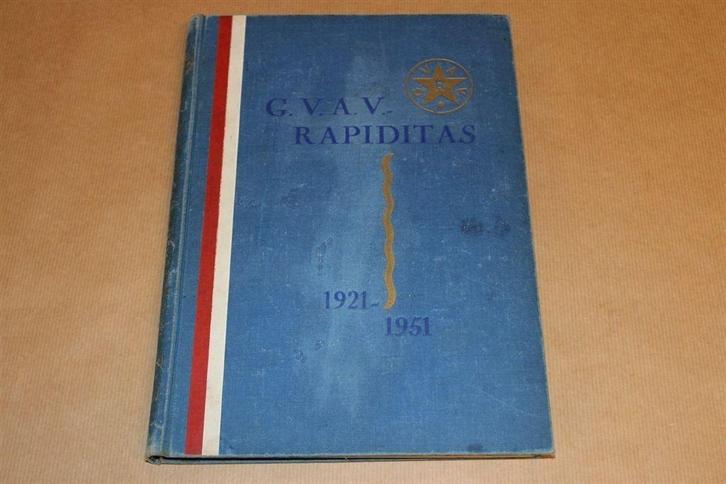 G. V. A. V.-
RAPIDITAS
1921-
1951